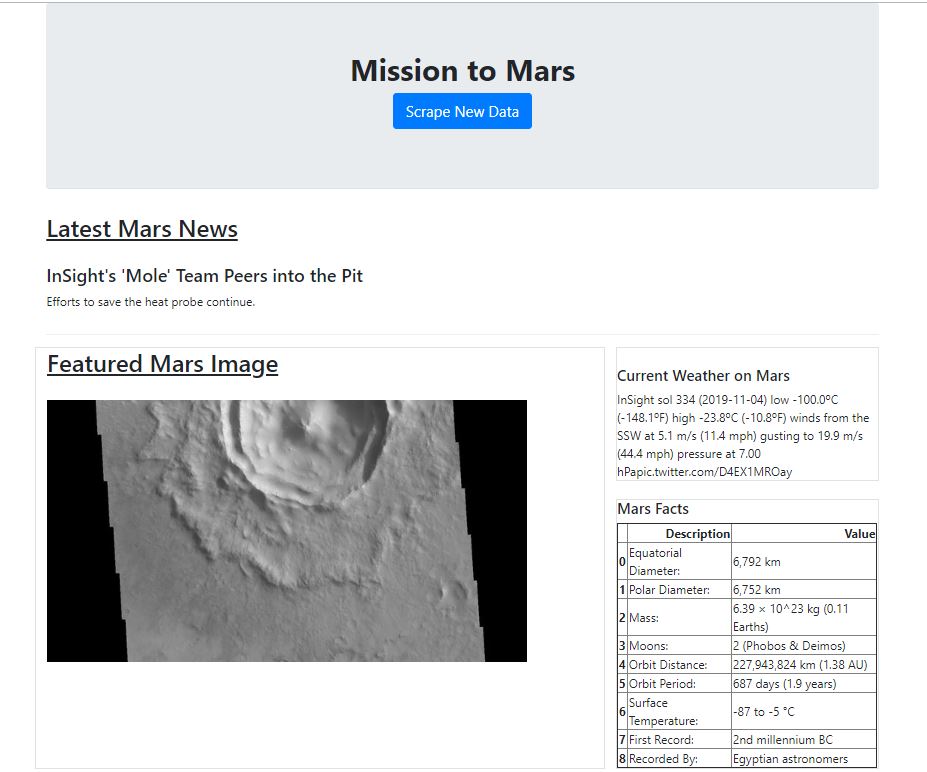 Mission to Mars
Scrape New Data
Latest Mars News
InSight's 'Mole' Team Peers into the Pit
Efforts to save the heat probe continue.
Featured Mars Image
Current Weather on Mars
InSight sol 334 (2019-11-04) low -100.0ºC
(-148.1ºF) high -23.8ºC (-10.8ºF) winds from the
SSW at 5.1 m/s (11.4 mph) gusting to 19.9 m/s
(44.4 mph) pressure at 7.00
hPapic.twitter.com/D4EX1MROay
Mars Facts
Description Value
0 Equatorial Diameter: 6,792 km
1 Polar Diameter: 6,752 km
2 Mass: 6.39 × 10^23 kg (0.11 Earths)
3 Moons: 2 (Phobos & Deimos)
4 Orbit Distance: 227,943,824 km (1.38 AU)
5 Orbit Period: 687 days (1.9 years)
6 Surface Temperature: -87 to -5 °C
7 First Record: 2nd millennium BC
8 Recorded By: Egyptian astronomers